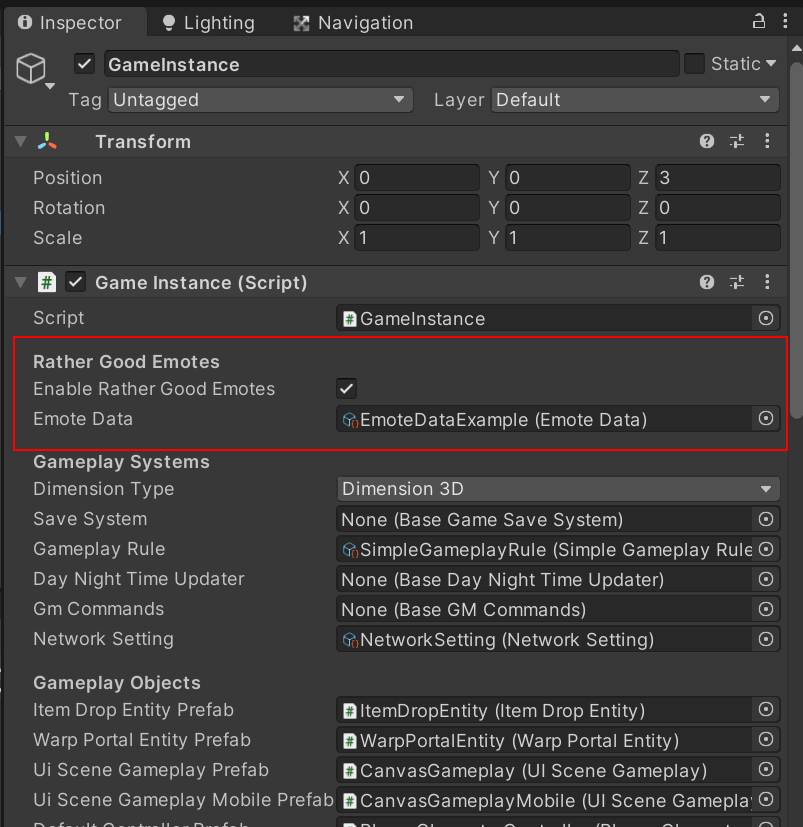 Inspector Lighting Navigation
GameInstance Static
Tag Untagged Layer Default
Transform
Position X 0 Y 0 Z 3
Rotation X 0 Y 0 Z 0
Scale X 1 Y 1 Z 1
# Game Instance (Script)
Script # GameInstance
Rather Good Emotes
Enable Rather Good Emotes
Emote Data EmoteDataExample (Emote Data)
Gameplay Systems
Dimension Type Dimension 3D
Save System None (Base Game Save System)
Gameplay Rule SimpleGameplayRule (Simple Gameplay Rule
Day Night Time Updater None (Base Day Night Time Updater)
Gm Commands None (Base GM Commands)
Network Setting NetworkSetting (Network Setting)
Gameplay Objects
Item Drop Entity Prefab # ItemDropEntity (Item Drop Entity)
Warp Portal Entity Prefab # WarpPortalEntity (Warp Portal Entity)
Ui Scene Gameplay Prefab # CanvasGameplay (UI Scene Gameplay)
Ui Scene Gameplay Mobile Prefab # CanvasGameplayMobile (UI Scene Gameplay